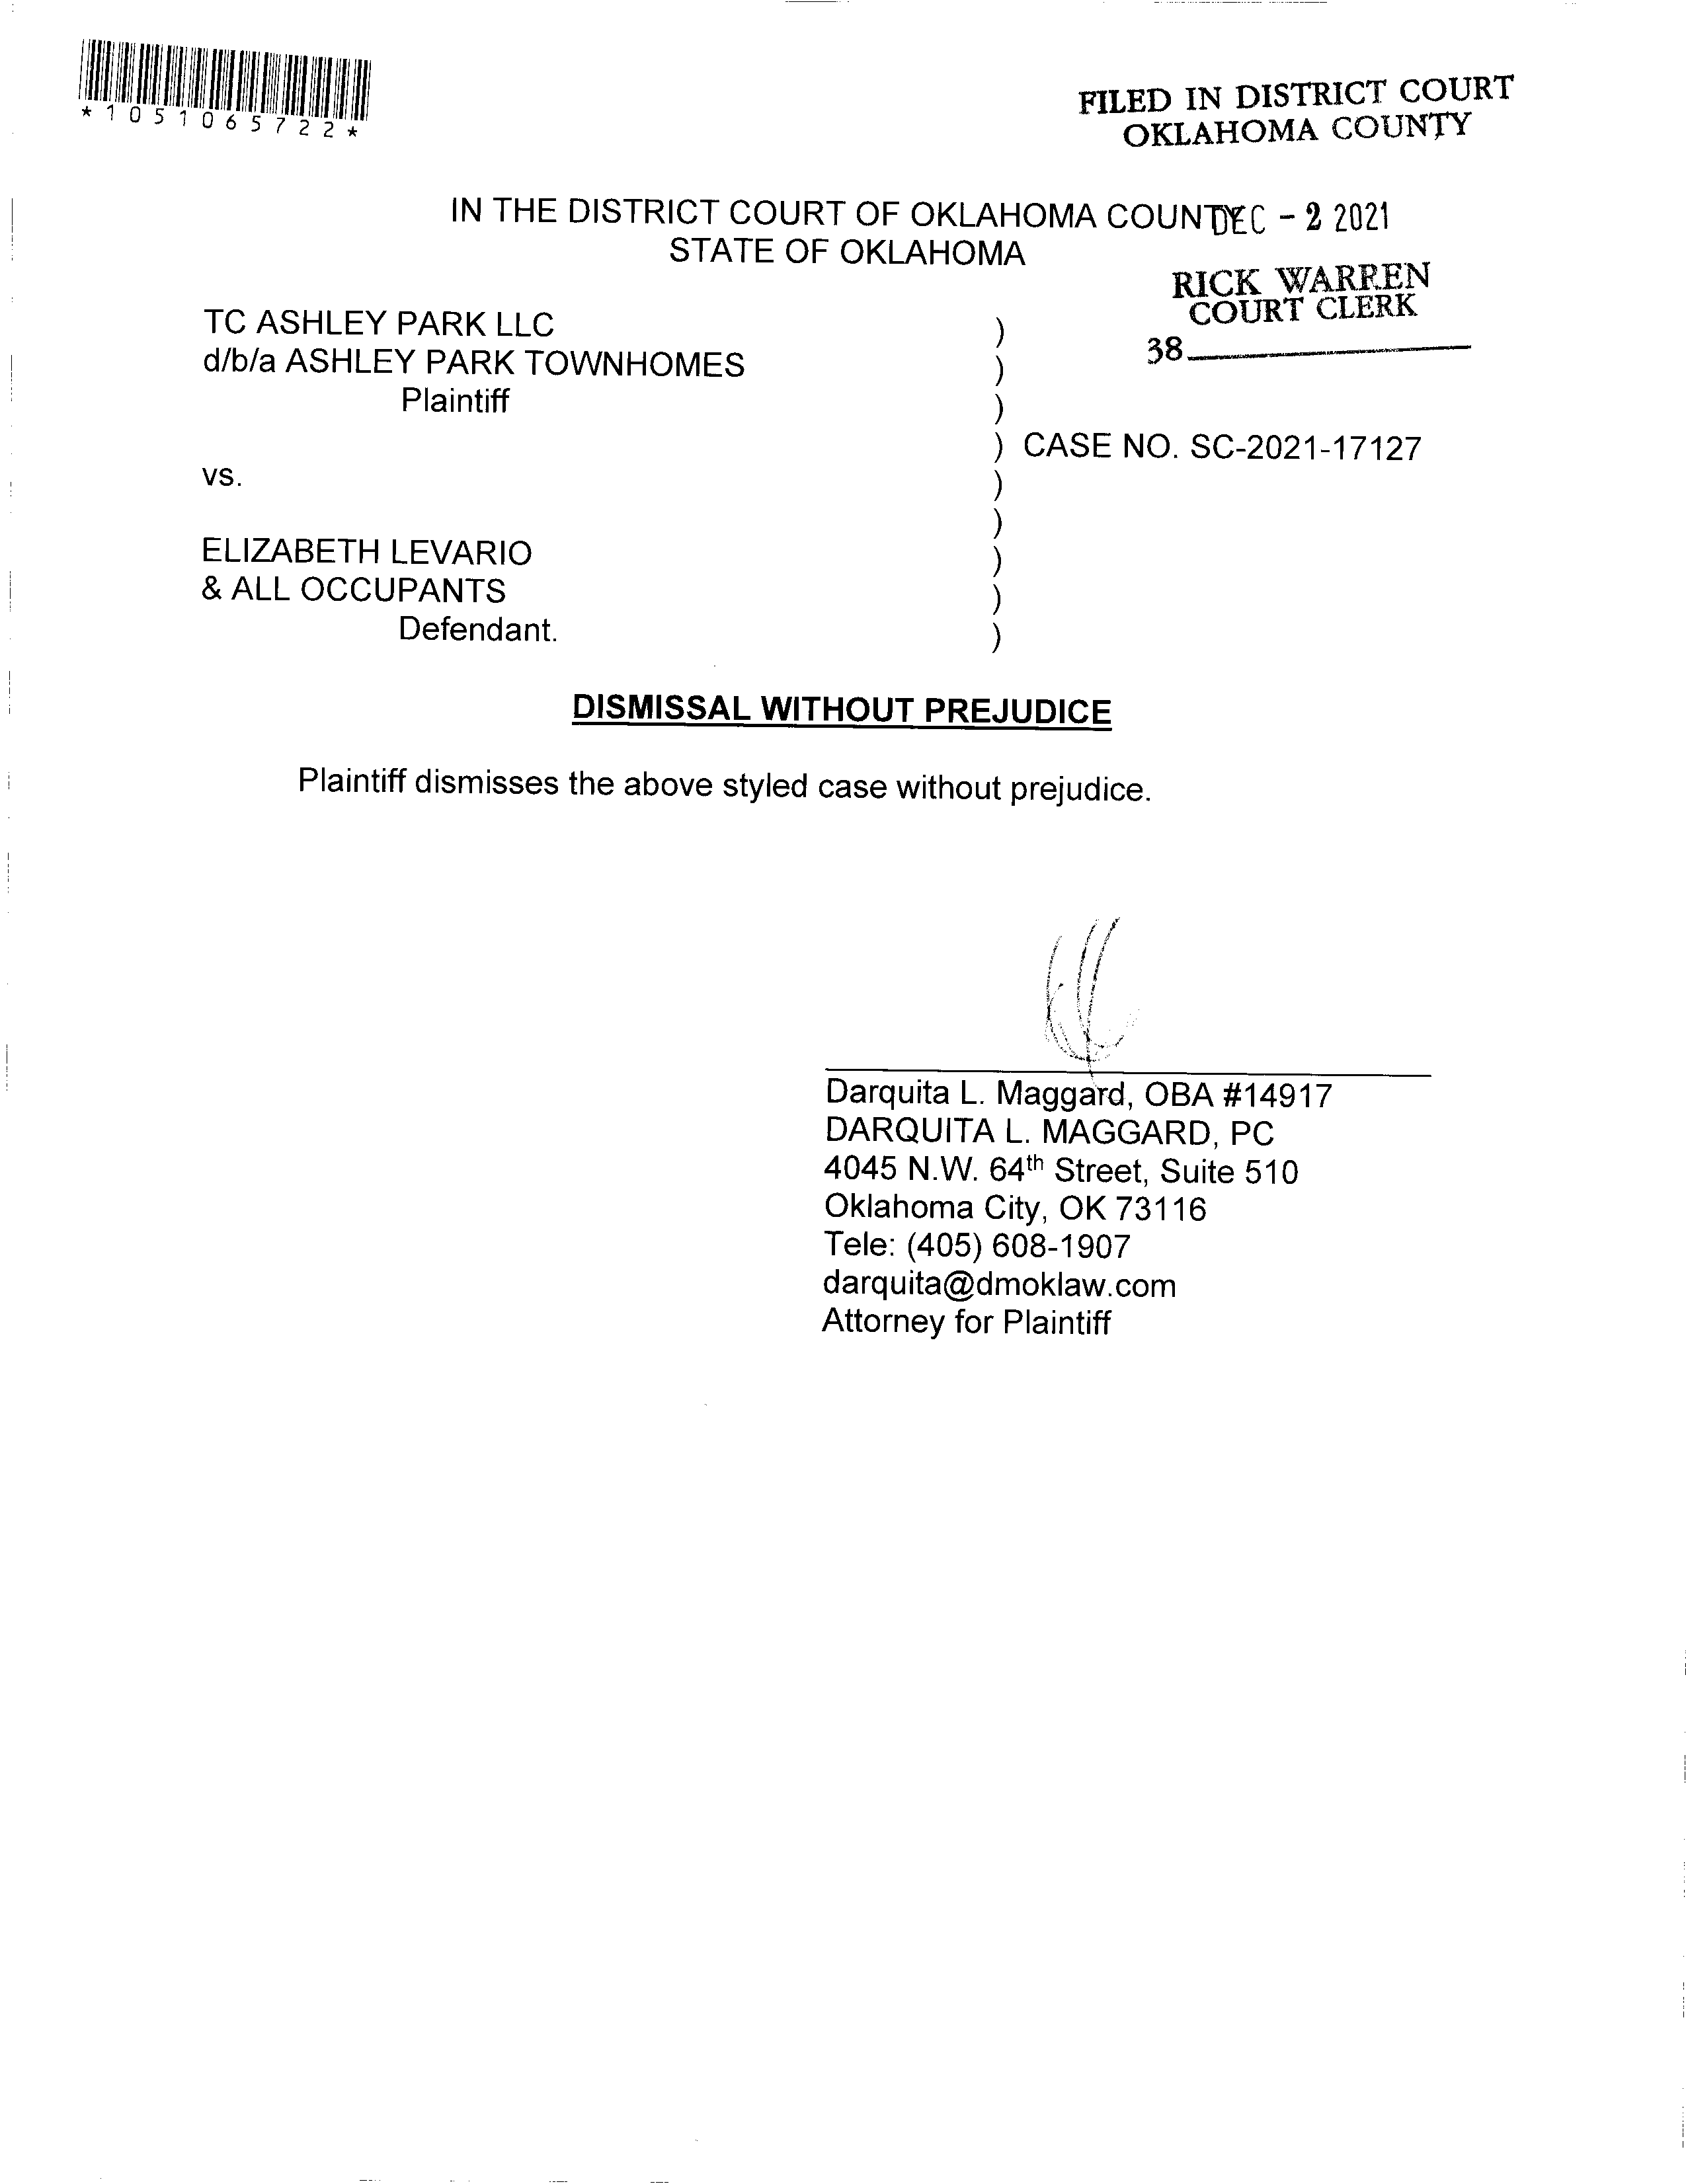 *1051065722*
FILED IN DISTRICT COURT
OKLAHOMA COUNTY
IN THE DISTRICT COURT OF OKLAHOMA COUNTY
DEC - 2 2021
STATE OF OKLAHOMA
RICK WARREN
COURT CLERK
38
TC ASHLEY PARK LLC )
d/b/a ASHLEY PARK TOWNHOMES )
Plaintiff )
) CASE NO. SC-2021-17127
vs. )
)
ELIZABETH LEVARIO )
& ALL OCCUPANTS )
Defendant. )
DISMISSAL WITHOUT PREJUDICE
Plaintiff dismisses the above styled case without prejudice.
Darquita L. Maggard, OBA #14917
DARQUITA L. MAGGARD, PC
4045 N.W. 64th Street, Suite 510
Oklahoma City, OK 73116
Tele: (405) 608-1907
darquita@dmoklaw.com
Attorney for Plaintiff